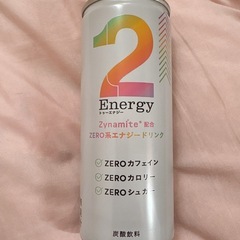 2
Energy
トゥーエナジー
Zynamite®配合
ZERO系エナジードリンク
ZEROカフェイン
ZEROカロリー
ZEROシュガー
炭酸飲料